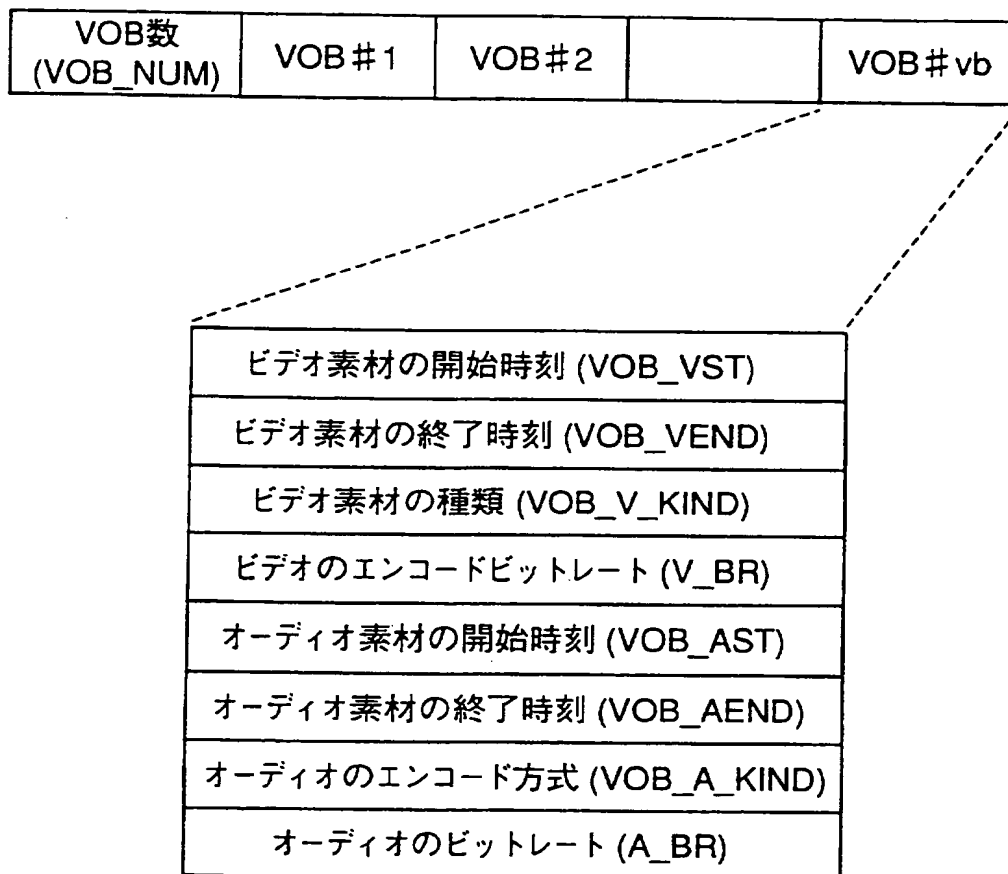 VOB数
(VOB_NUM)
VOB#1
VOB#2
VOB#vb
ビデオ素材の開始時刻 (VOB_VST)
ビデオ素材の終了時刻 (VOB_VEND)
ビデオ素材の種類 (VOB_V_KIND)
ビデオのエンコードビットレート (V_BR)
オーディオ素材の開始時刻 (VOB_AST)
オーディオ素材の終了時刻 (VOB_AEND)
オーディオのエンコード方式 (VOB_A_KIND)
オーディオのビットレート (A_BR)